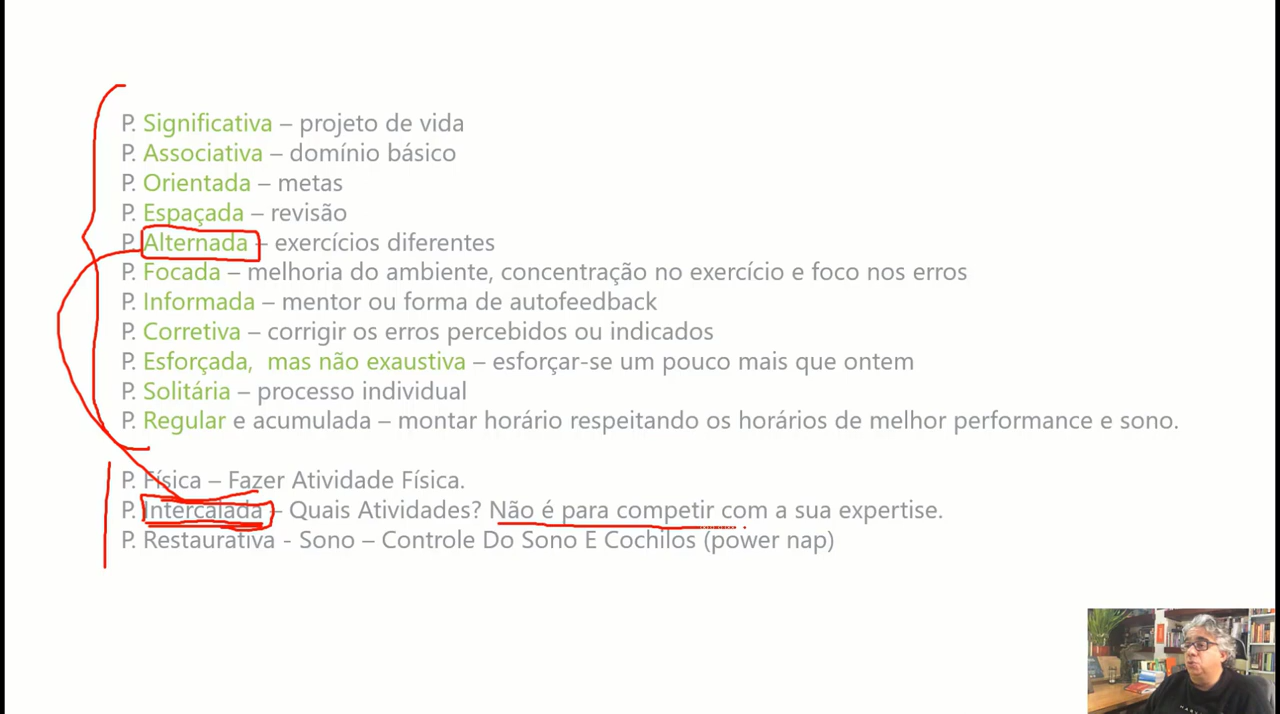 P. Significativa – projeto de vida
P. Associativa – domínio básico
P. Orientada – metas
P. Espaçada – revisão
P. Alternada – exercícios diferentes
P. Focada – melhoria do ambiente, concentração no exercício e foco nos erros
P. Informada – mentor ou forma de autofeedback
P. Corretiva – corrigir os erros percebidos ou indicados
P. Esforçada,  mas não exaustiva – esforçar-se um pouco mais que ontem
P. Solitária – processo individual
P. Regular e acumulada – montar horário respeitando os horários de melhor performance e sono.
P. Física – Fazer Atividade Física.
P. Intercalada – Quais Atividades? Não é para competir com a sua expertise.
P. Restaurativa - Sono – Controle Do Sono E Cochilos (power nap)